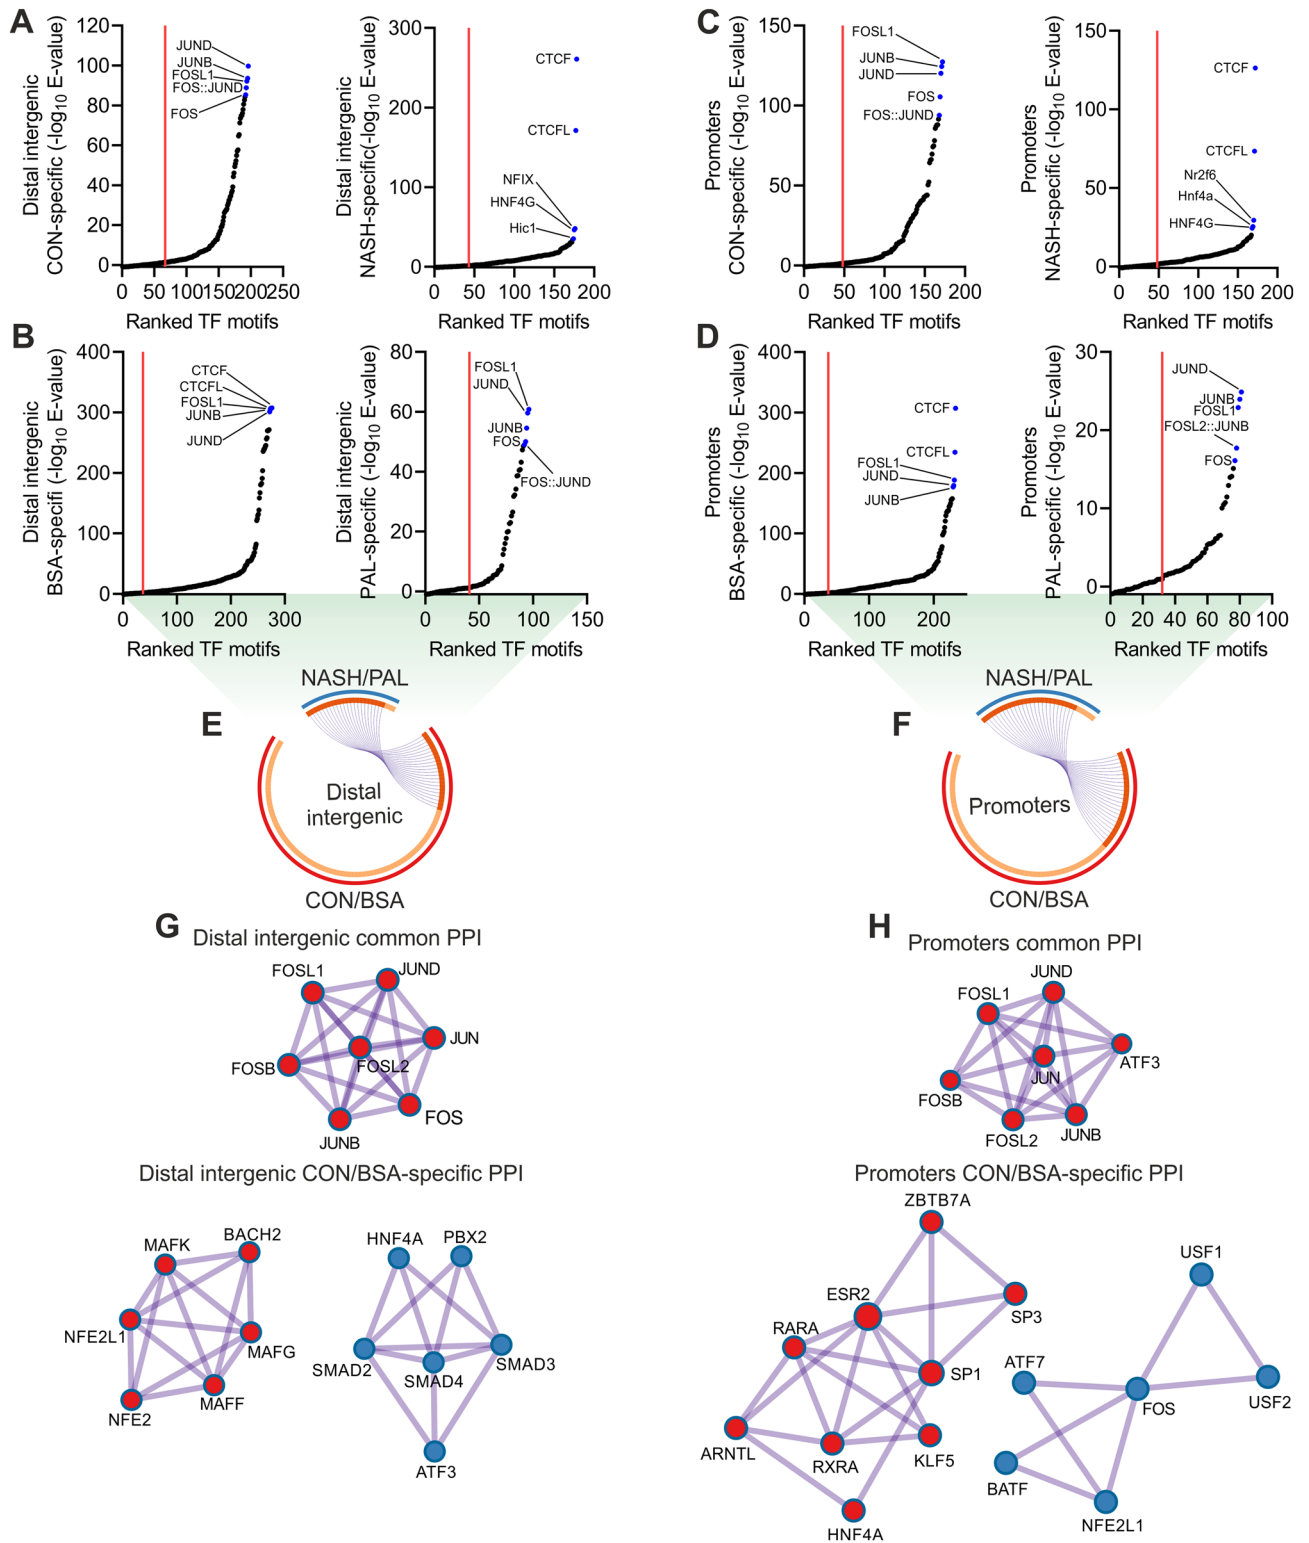 A
Distal intergenic
CON-specific (-log10 E-value)
120
100
80
60
40
20
0
JUND
JUNB
FOSL1
FOS::JUND
FOS
0 50 100 150 200 250
Ranked TF motifs
Distal intergenic
NASH-specific(-log10 E-value)
300
200
100
0
CTCF
CTCFL
NFIX
HNF4G
Hic1
0 50 100 150 200
Ranked TF motifs
C
Promoters
CON-specific (-log10 E-value)
150
100
50
0
FOSL1
JUNB
JUND
FOS
FOS::JUND
0 50 100 150 200
Ranked TF motifs
Promoters
NASH-specific (-log10 E-value)
150
100
50
0
CTCF
CTCFL
Nr2f6
Hnf4a
HNF4G
0 50 100 150 200
Ranked TF motifs
B
Distal intergenic
BSA-specifi (-log10 E-value)
400
300
200
100
0
CTCF
CTCFL
FOSL1
JUNB
JUND
0 100 200 300
Ranked TF motifs
Distal intergenic
PAL-specific (-log10 E-value)
80
60
40
20
0
FOSL1
JUND
JUNB
FOS
FOS::JUND
0 50 100 150
Ranked TF motifs
D
Promoters
BSA-specific (-log10 E-value)
400
300
200
100
0
CTCF
CTCFL
FOSL1
JUND
JUNB
0 100 200
Ranked TF motifs
Promoters
PAL-specific (-log10 E-value)
30
20
10
0
JUND
JUNB
FOSL1
FOSL2::JUNB
FOS
0 20 40 60 80 100
Ranked TF motifs
E
NASH/PAL
Distal
intergenic
CON/BSA
F
NASH/PAL
Promoters
CON/BSA
G
Distal intergenic common PPI
FOSL1
JUND
JUN
FOSB
FOSL2
FOS
JUNB
Distal intergenic CON/BSA-specific PPI
MAFK
BACH2
NFE2L1
MAFG
MAFF
NFE2
HNF4A
PBX2
SMAD2
SMAD4
SMAD3
ATF3
H
Promoters common PPI
JUND
FOSL1
ATF3
JUN
FOSB
FOSL2
JUNB
Promoters CON/BSA-specific PPI
ZBTB7A
ESR2
SP3
RARA
SP1
ARNTL
RXRA
KLF5
HNF4A
USF1
ATF7
FOS
USF2
BATF
NFE2L1